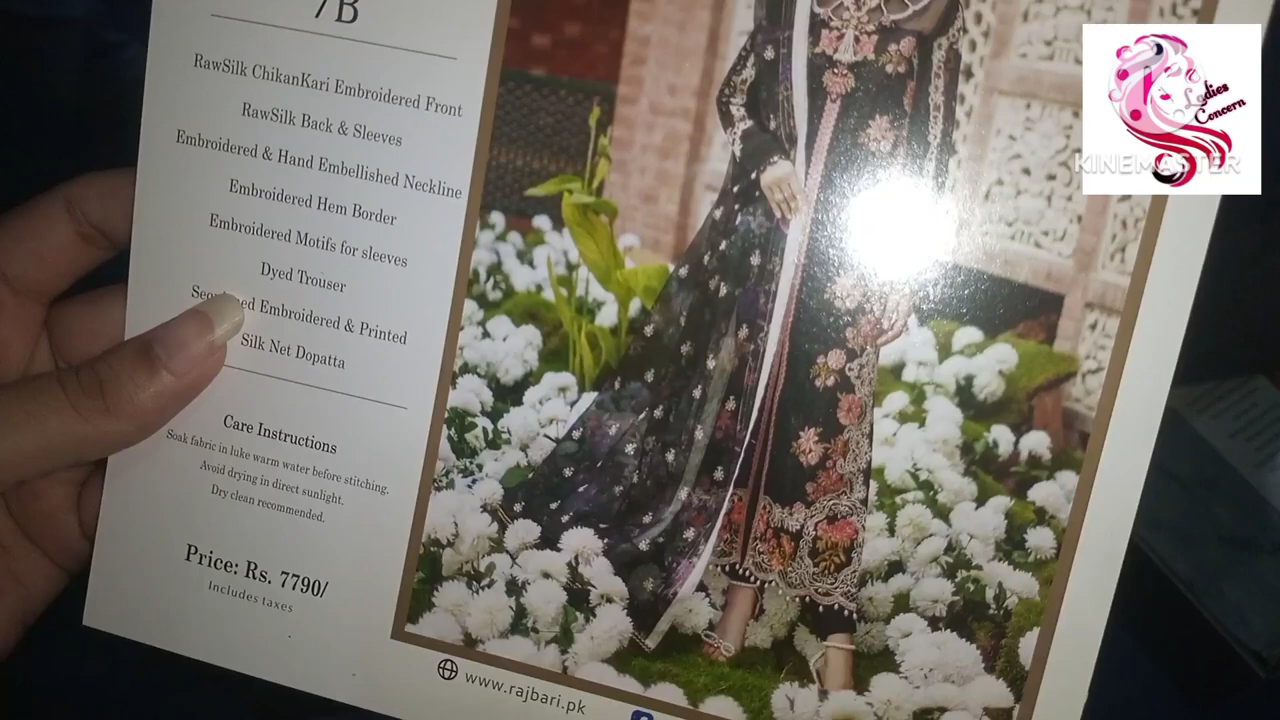 7B
RawSilk ChikanKari Embroidered Front
RawSilk Back & Sleeves
Embroidered & Hand Embellished Neckline
Embroidered Hem Border
Embroidered Motifs for sleeves
Dyed Trouser
Embroidered & Printed
Silk Net Dopatta
Care Instructions
Soak fabric in luke warm water before stitching.
Avoid drying in direct sunlight.
Dry clean recommended.
Price: Rs. 7790/
Includes taxes
www.rajbari.pk
Ladies
Concern
KINEMASTER